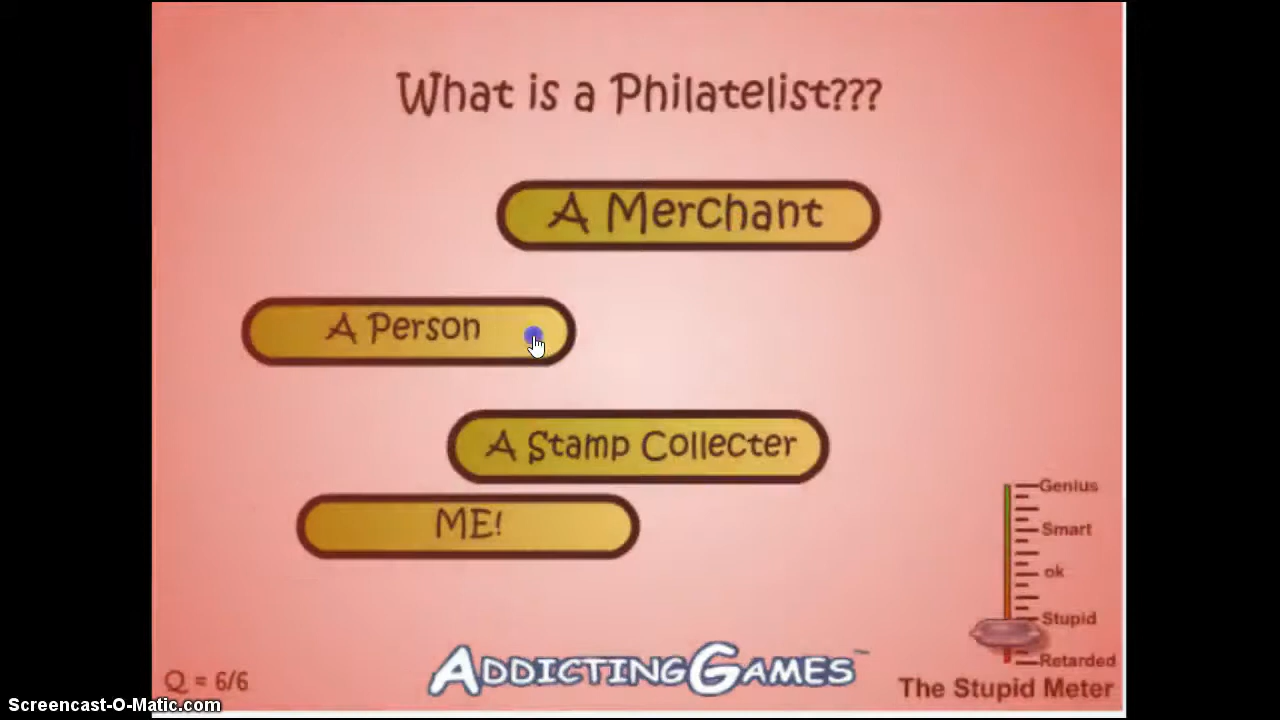 What is a Philatelist???
A Merchant
A Person
A Stamp Collecter
ME!
Genius
Smart
ok
Stupid
Retarded
The Stupid Meter
Q = 6/6
ADDICTINGGAMES™
Screencast-O-Matic.com